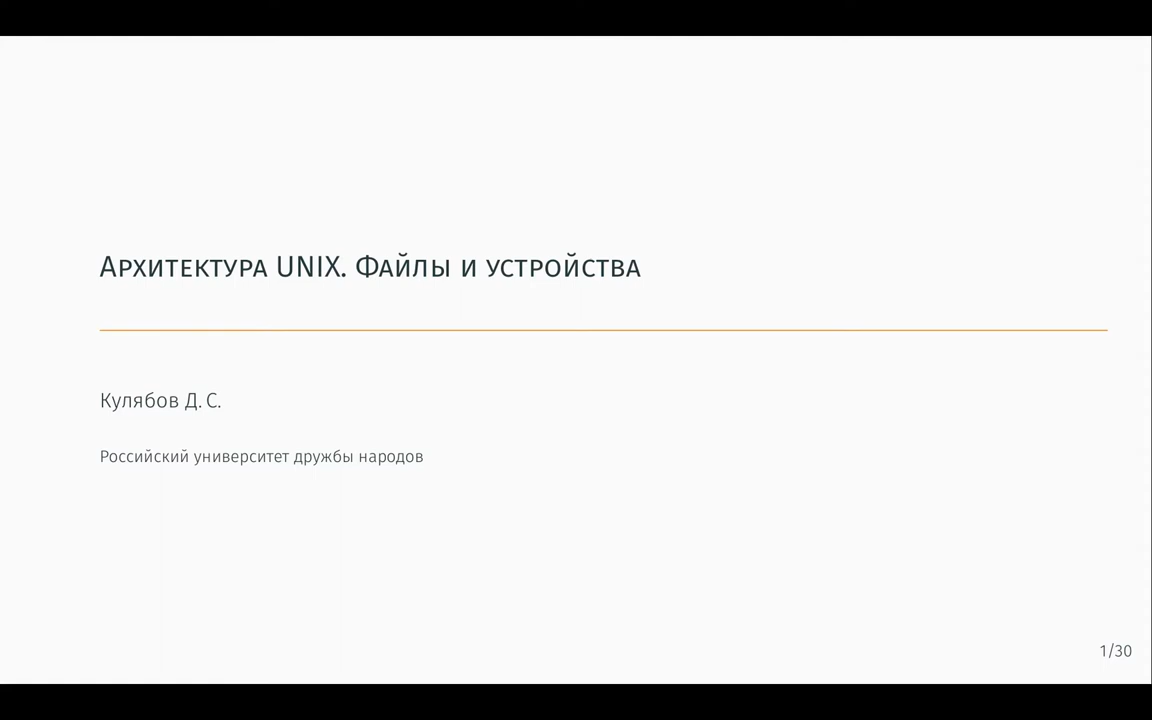 Архитектура UNIX. Файлы и устройства
Кулябов Д. С.
Российский университет дружбы народов
1/30